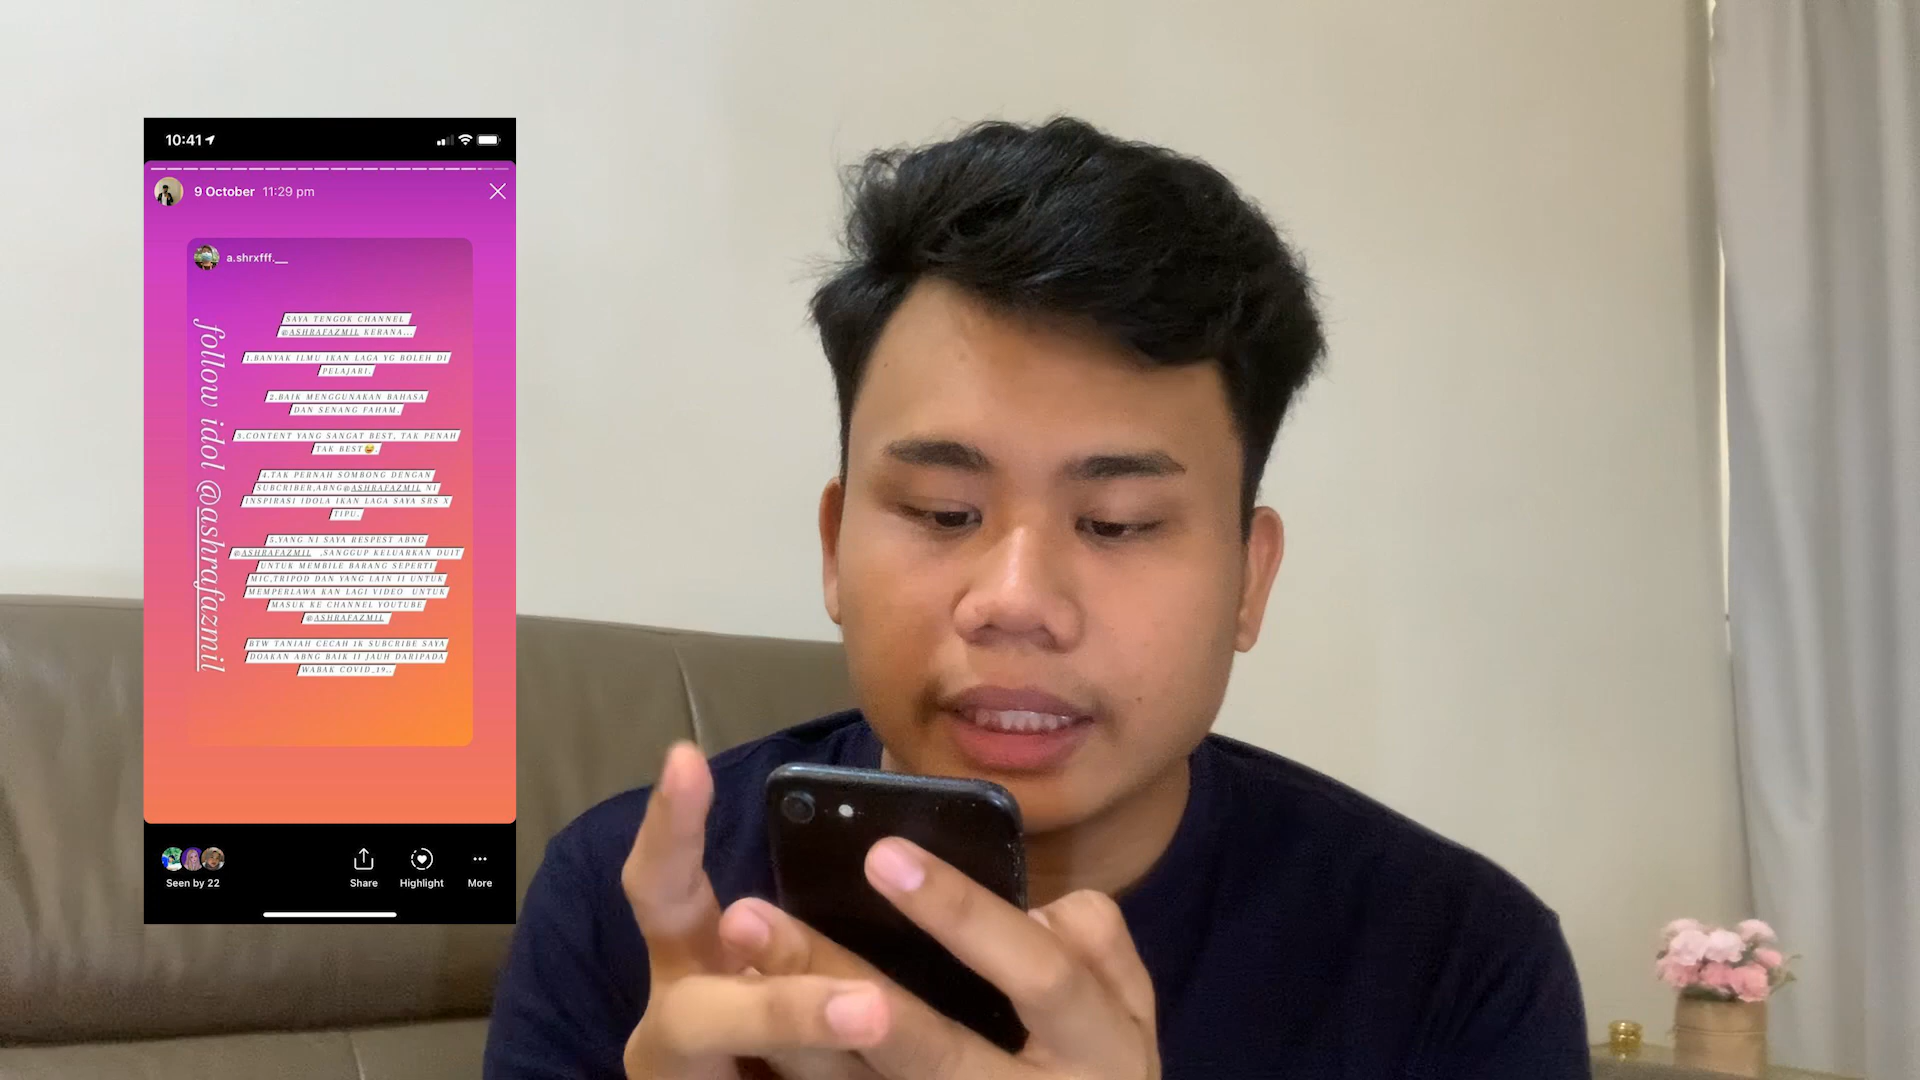 10:41
9 October 11:29 pm
a.shrxfff.__
follow idol @ashrafazmil
SAYA TENGOK CHANNEL
@ASHRAFAZMIL KERANA...
1.BANYAK ILMU IKAN LAGA YG BOLEH DI
PELAJARI.
2.BAIK MENGGUNAKAN BAHASA
DAN SENANG FAHAM.
3.CONTENT YANG SANGAT BEST, TAK PENAH
TAK BEST😂.
4.TAK PERNAH SOMBONG DENGAN
SUBCRIBER,ABNG@ASHRAFAZMIL NI
INSPIRASI IDOLA IKAN LAGA SAYA SRS X
TIPU.
5.YANG NI SAYA RESPEST ABNG
@ASHRAFAZMIL .SANGGUP KELUARKAN DUIT
UNTUK MEMBILE BARANG SEPERTI
MIC,TRIPOD DAN YANG LAIN II UNTUK
MEMPERLAWA KAN LAGI VIDEO UNTUK
MASUK KE CHANNEL YOUTUBE
@ASHRAFAZMIL
BTW TANIAH CECAH 1K SUBCRIBE SAYA
DOAKAN ABNG BAIK II JAUH DARIPADA
WABAK COVID_19..
Seen by 22
Share
Highlight
More